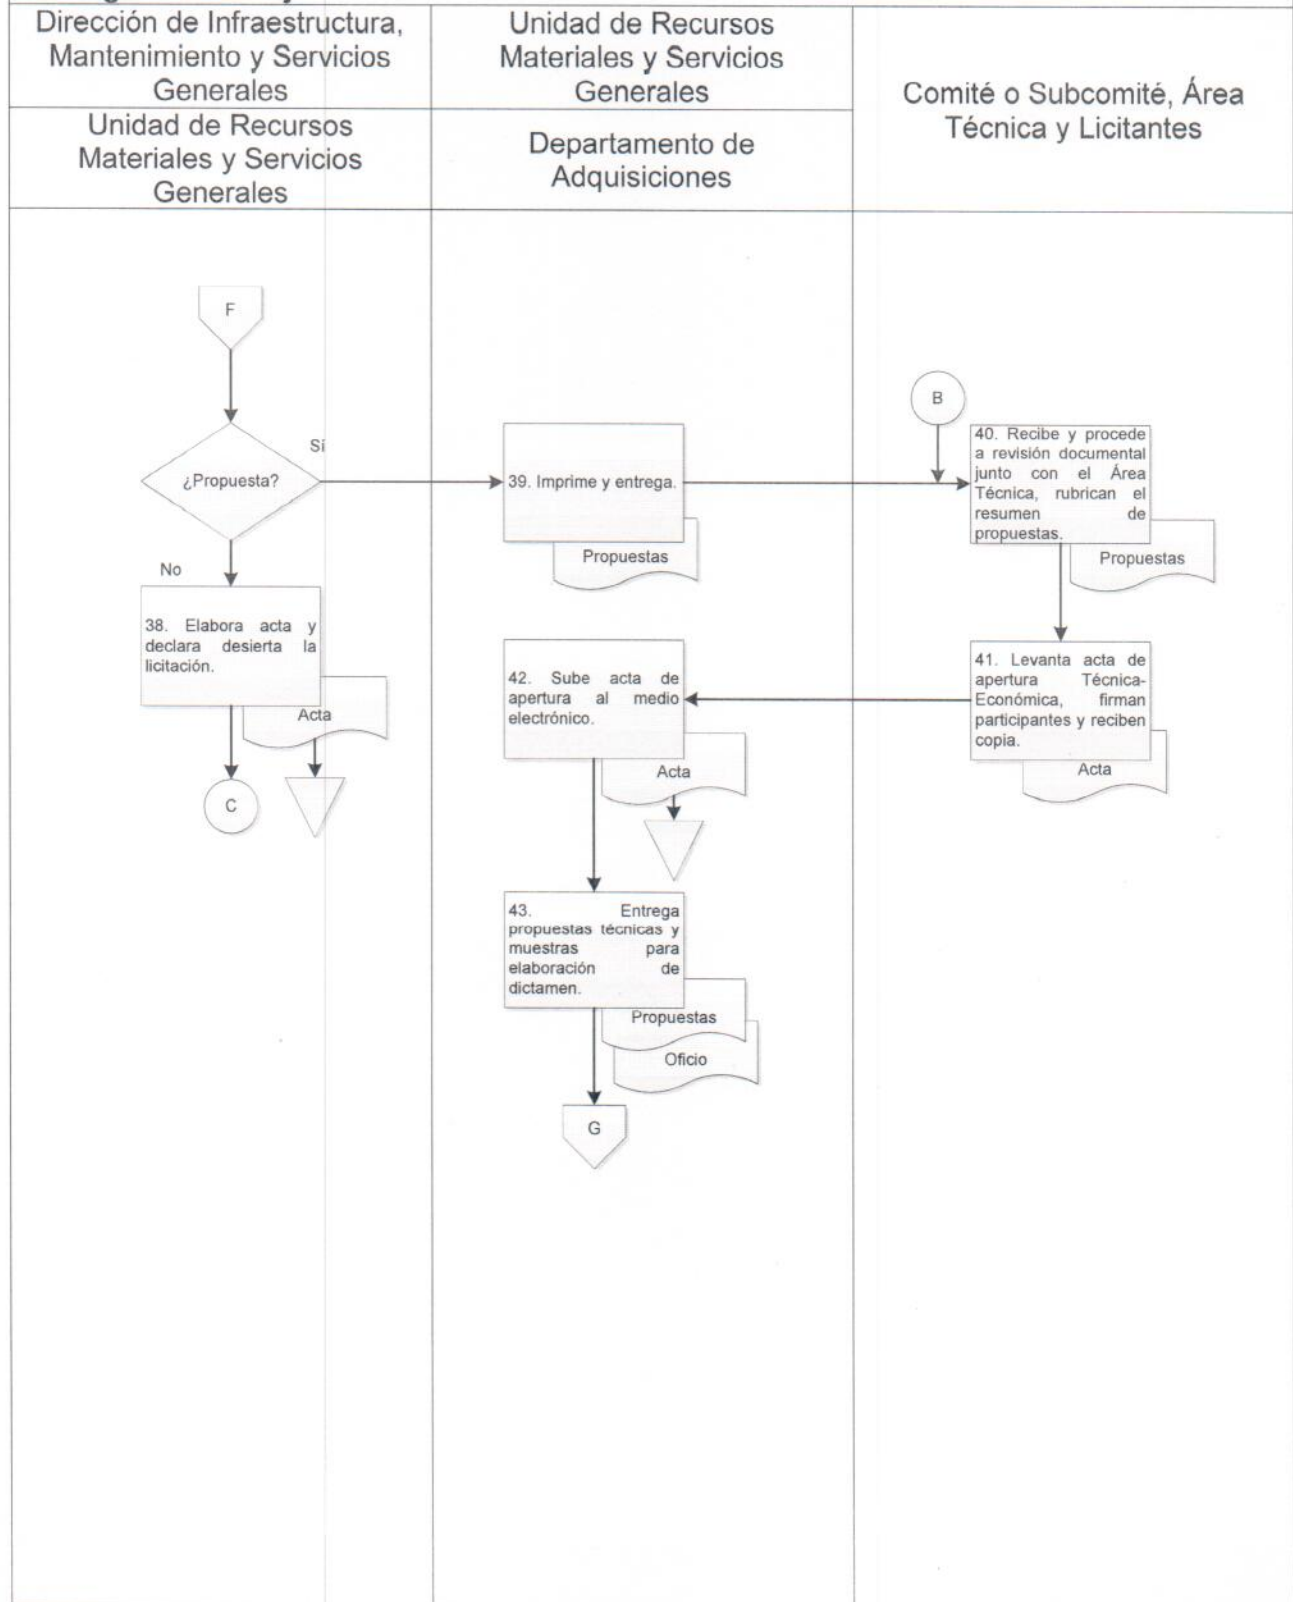 Dirección de Infraestructura,
Mantenimiento y Servicios
Generales
Unidad de Recursos
Materiales y Servicios
Generales
Unidad de Recursos
Materiales y Servicios
Generales
Departamento de
Adquisiciones
Comité o Subcomité, Área
Técnica y Licitantes
F
¿Propuesta?
Sí
No
38. Elabora acta y
declara desierta la
licitación.
Acta
C
39. Imprime y entrega.
Propuestas
B
40. Recibe y procede
a revisión documental
junto con el Área
Técnica, rubrican el
resumen de
propuestas.
Propuestas
41. Levanta acta de
apertura Técnica-
Económica, firman
participantes y reciben
copia.
Acta
42. Sube acta de
apertura al medio
electrónico.
Acta
43. Entrega
propuestas técnicas y
muestras para
elaboración de
dictamen.
Propuestas
Oficio
G